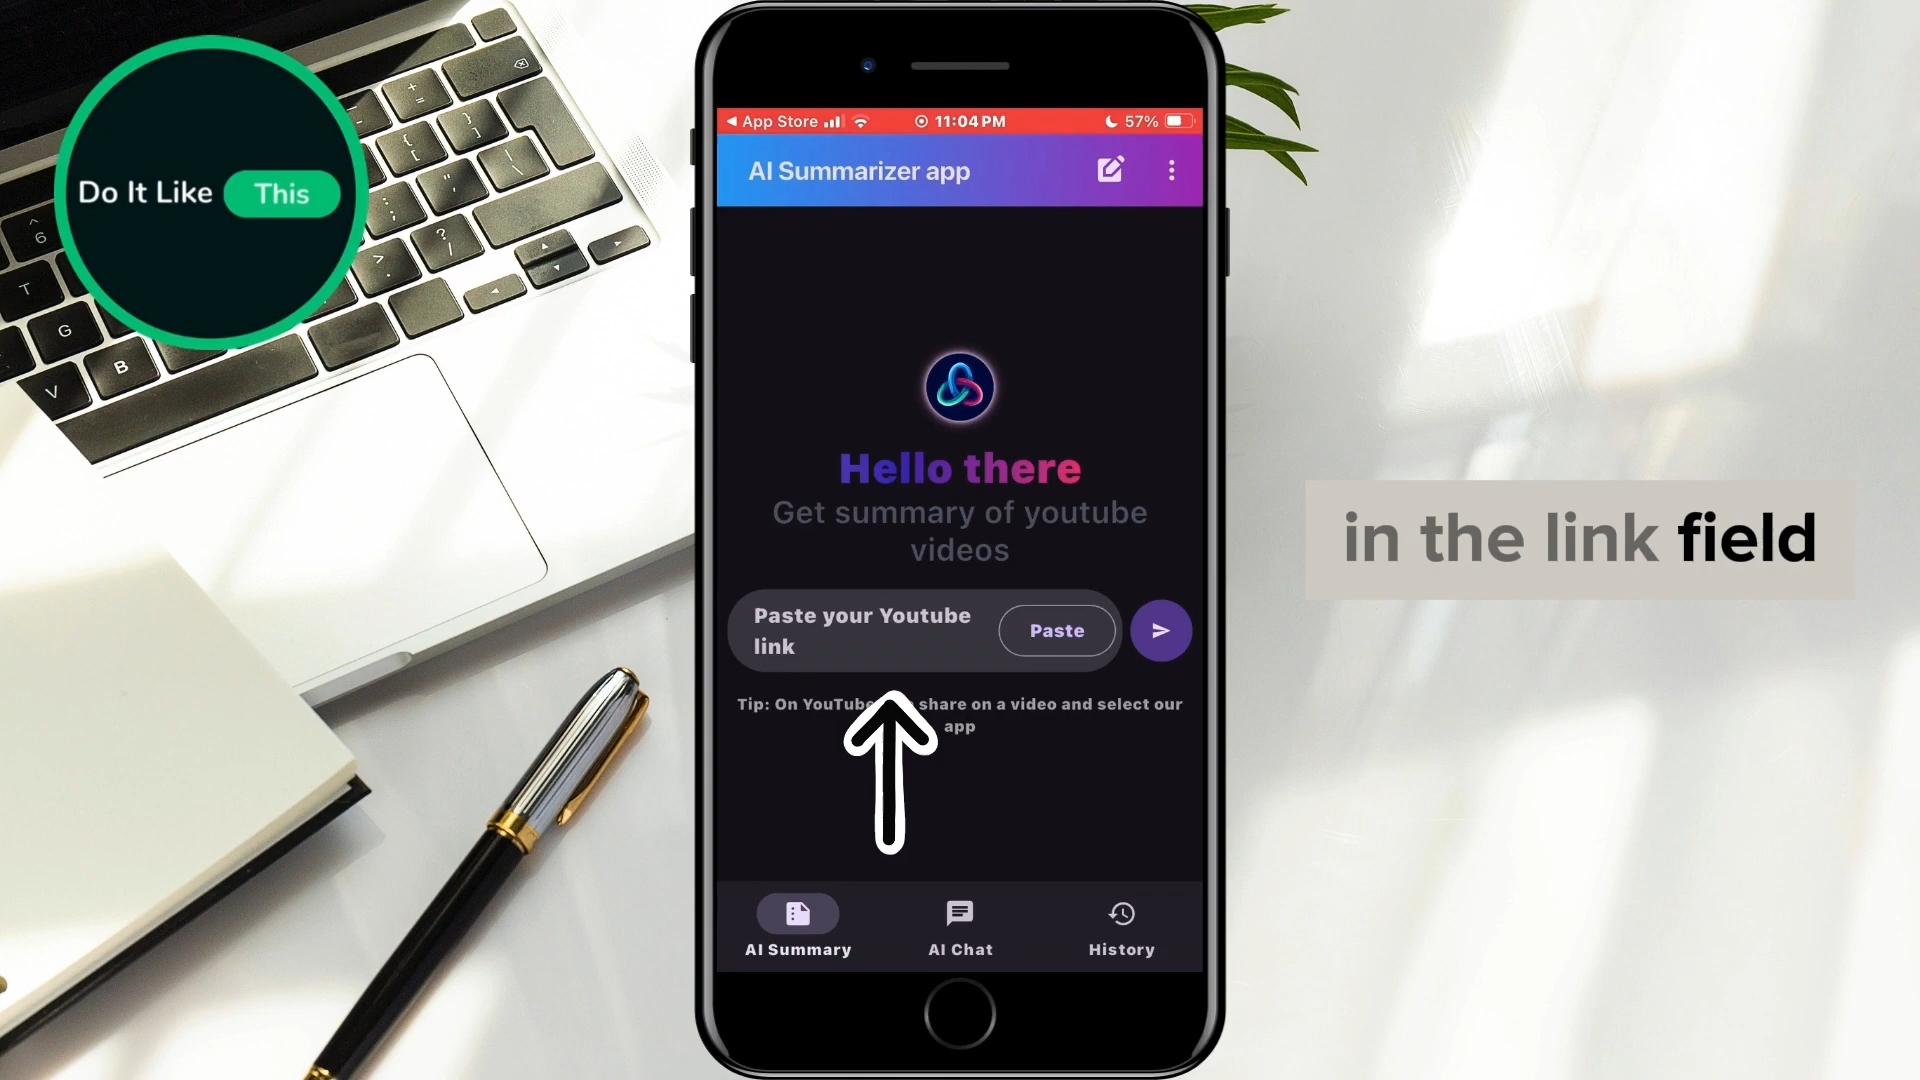 Do It Like This
App Store
11:04 PM
57%
AI Summarizer app
Hello there
Get summary of youtube
videos
Paste your Youtube
link
Paste
Tip: On YouTube share on a video and select our
app
AI Summary
AI Chat
History
in the link field
6
T
G
B
V